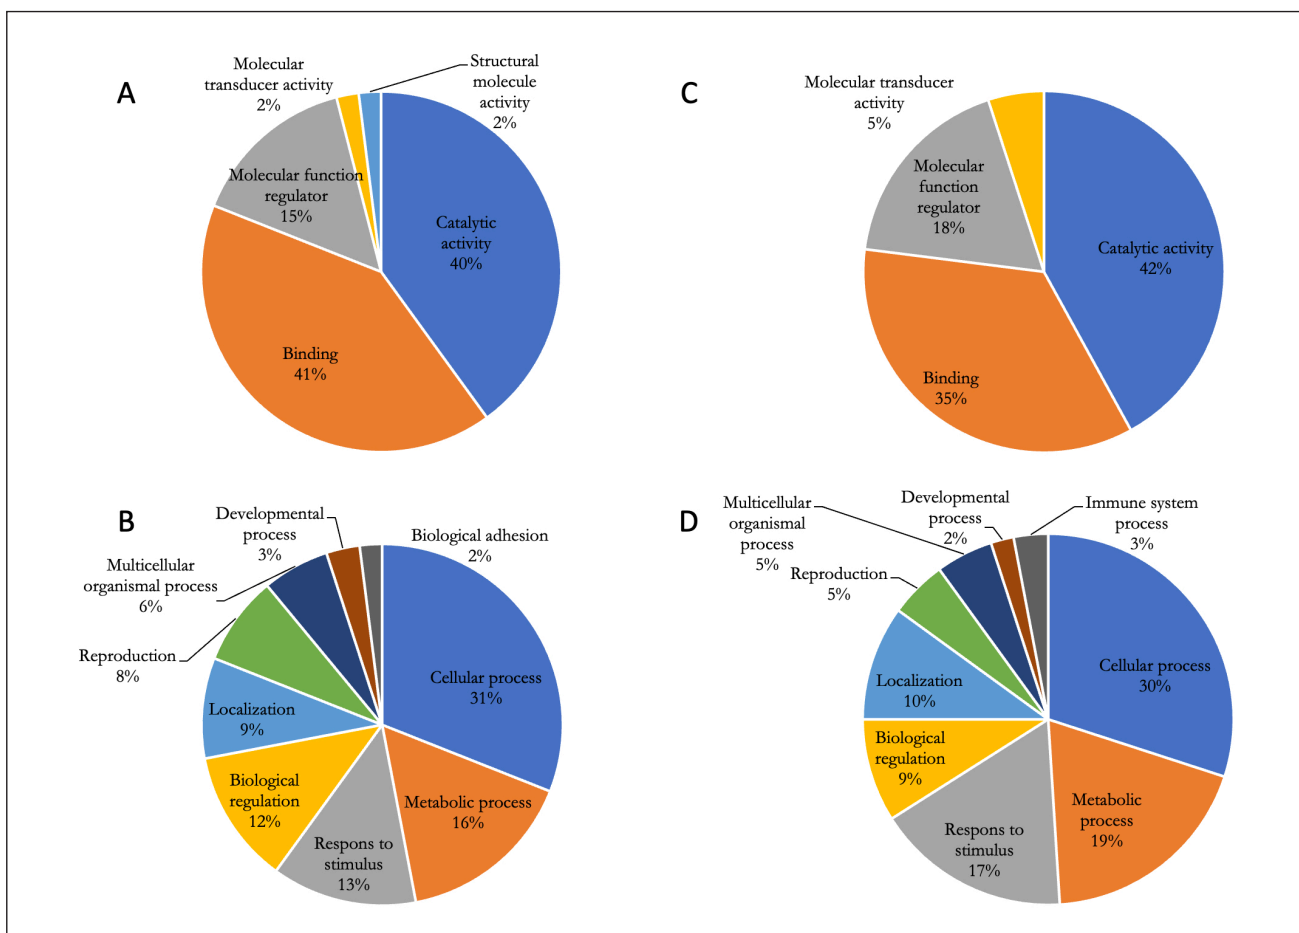 A
Molecular
transducer activity
2%
Structural
molecule
activity
2%
Molecular function
regulator
15%
Catalytic
activity
40%
Binding
41%
C
Molecular transducer
activity
5%
Molecular
function
regulator
18%
Catalytic activity
42%
Binding
35%
B
Developmental
process
3%
Biological adhesion
2%
Multicellular
organismal process
6%
Reproduction
8%
Localization
9%
Biological
regulation
12%
Respons to
stimulus
13%
Metabolic process
16%
Cellular process
31%
D
Multicellular
organismal
process
5%
Developmental
process
2%
Immune system
process
3%
Reproduction
5%
Localization
10%
Biological
regulation
9%
Respons to
stimulus
17%
Metabolic
process
19%
Cellular process
30%